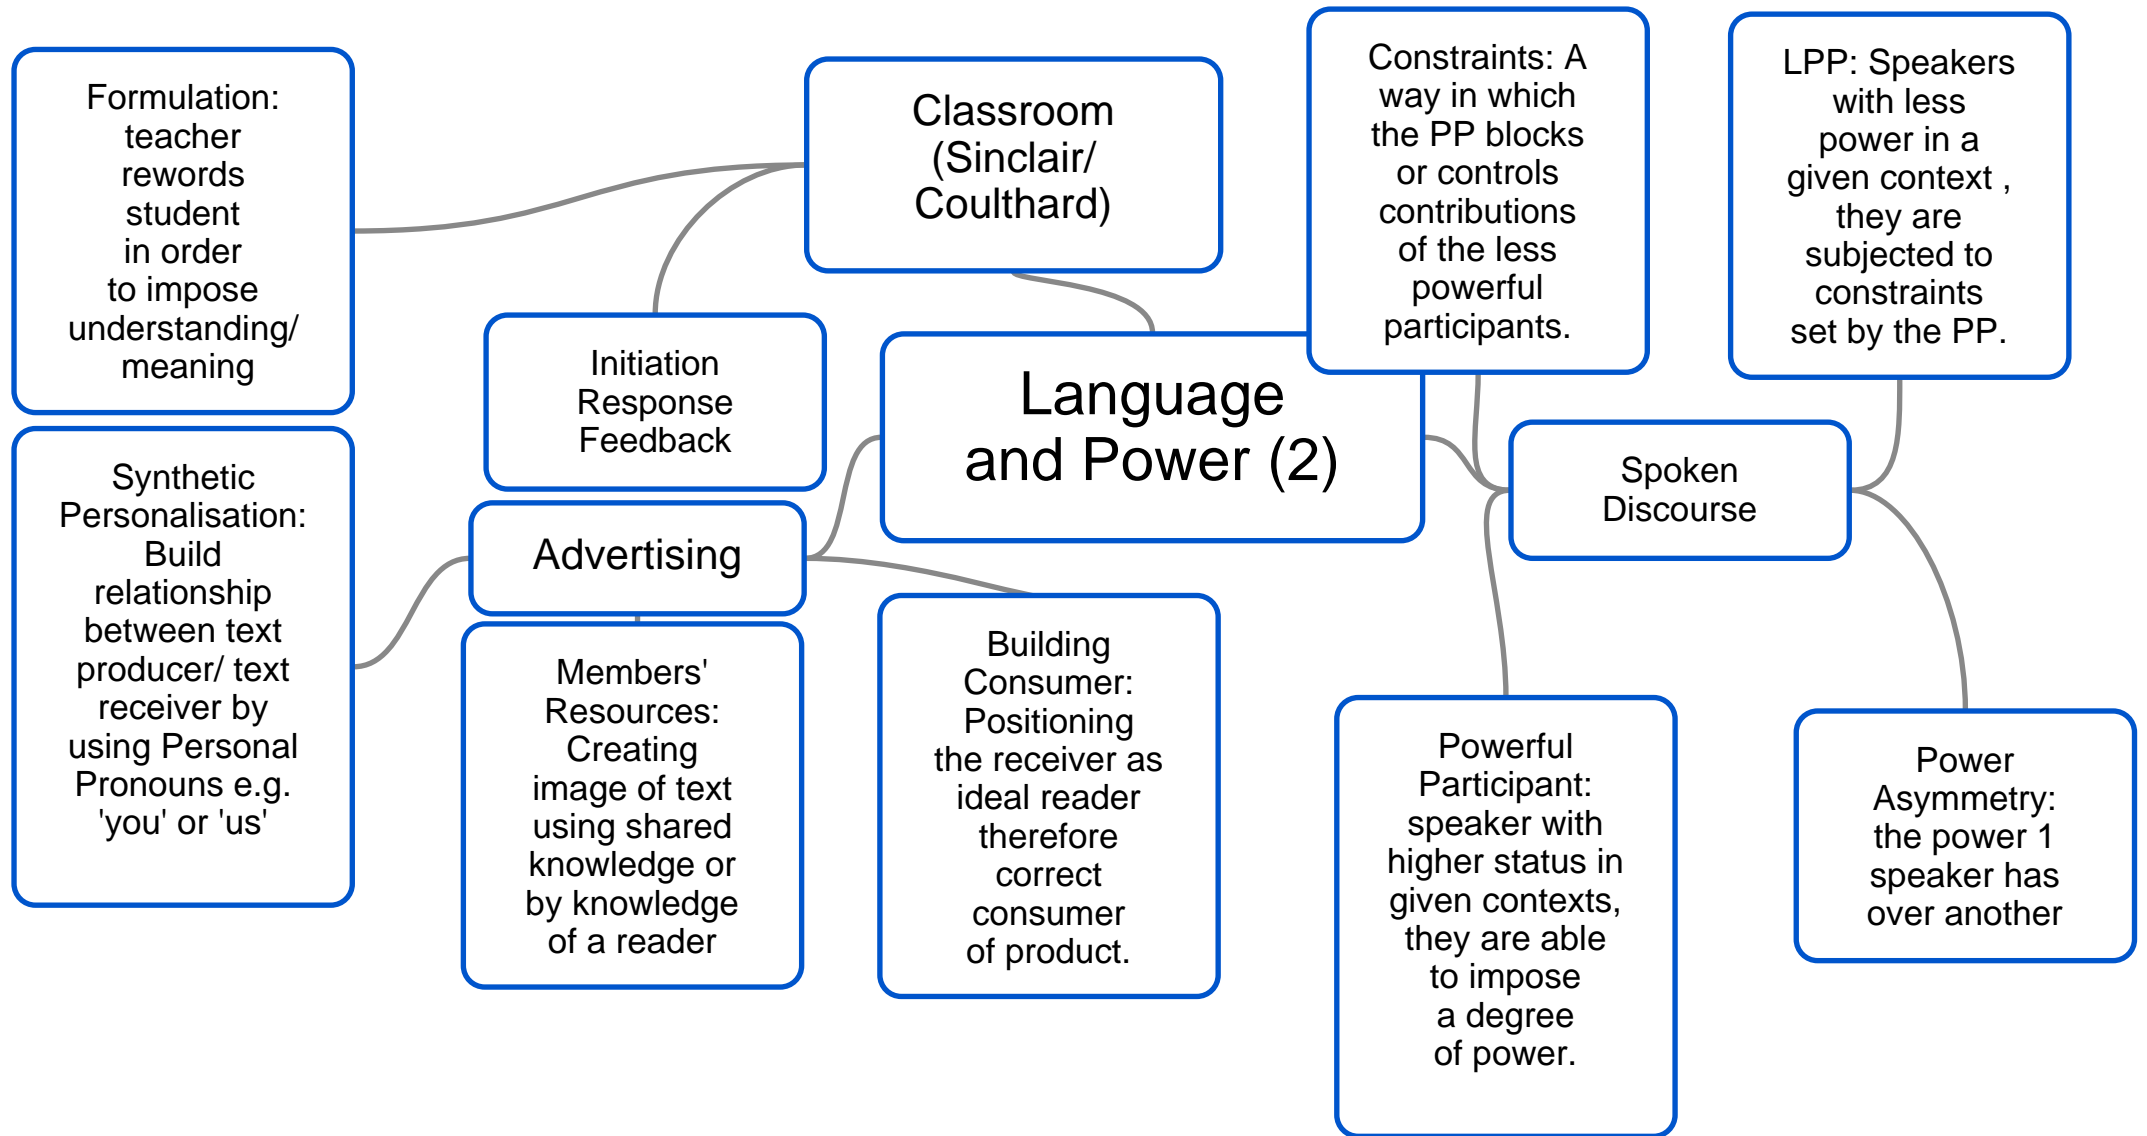 Formulation:
teacher
rewords
student
in order
to impose
understanding/
meaning
Classroom
(Sinclair/
Coulthard)
Constraints: A
way in which
the PP blocks
or controls
contributions
of the less
powerful
participants.
LPP: Speakers
with less
power in a
given context ,
they are
subjected to
constraints
set by the PP.
Initiation
Response
Feedback
Language
and Power (2)
Spoken
Discourse
Synthetic
Personalisation:
Build
relationship
between text
producer/ text
receiver by
using Personal
Pronouns e.g.
'you' or 'us'
Advertising
Members'
Resources:
Creating
image of text
using shared
knowledge or
by knowledge
of a reader
Building
Consumer:
Positioning
the receiver as
ideal reader
therefore
correct
consumer
of product.
Powerful
Participant:
speaker with
higher status in
given contexts,
they are able
to impose
a degree
of power.
Power
Asymmetry:
the power 1
speaker has
over another